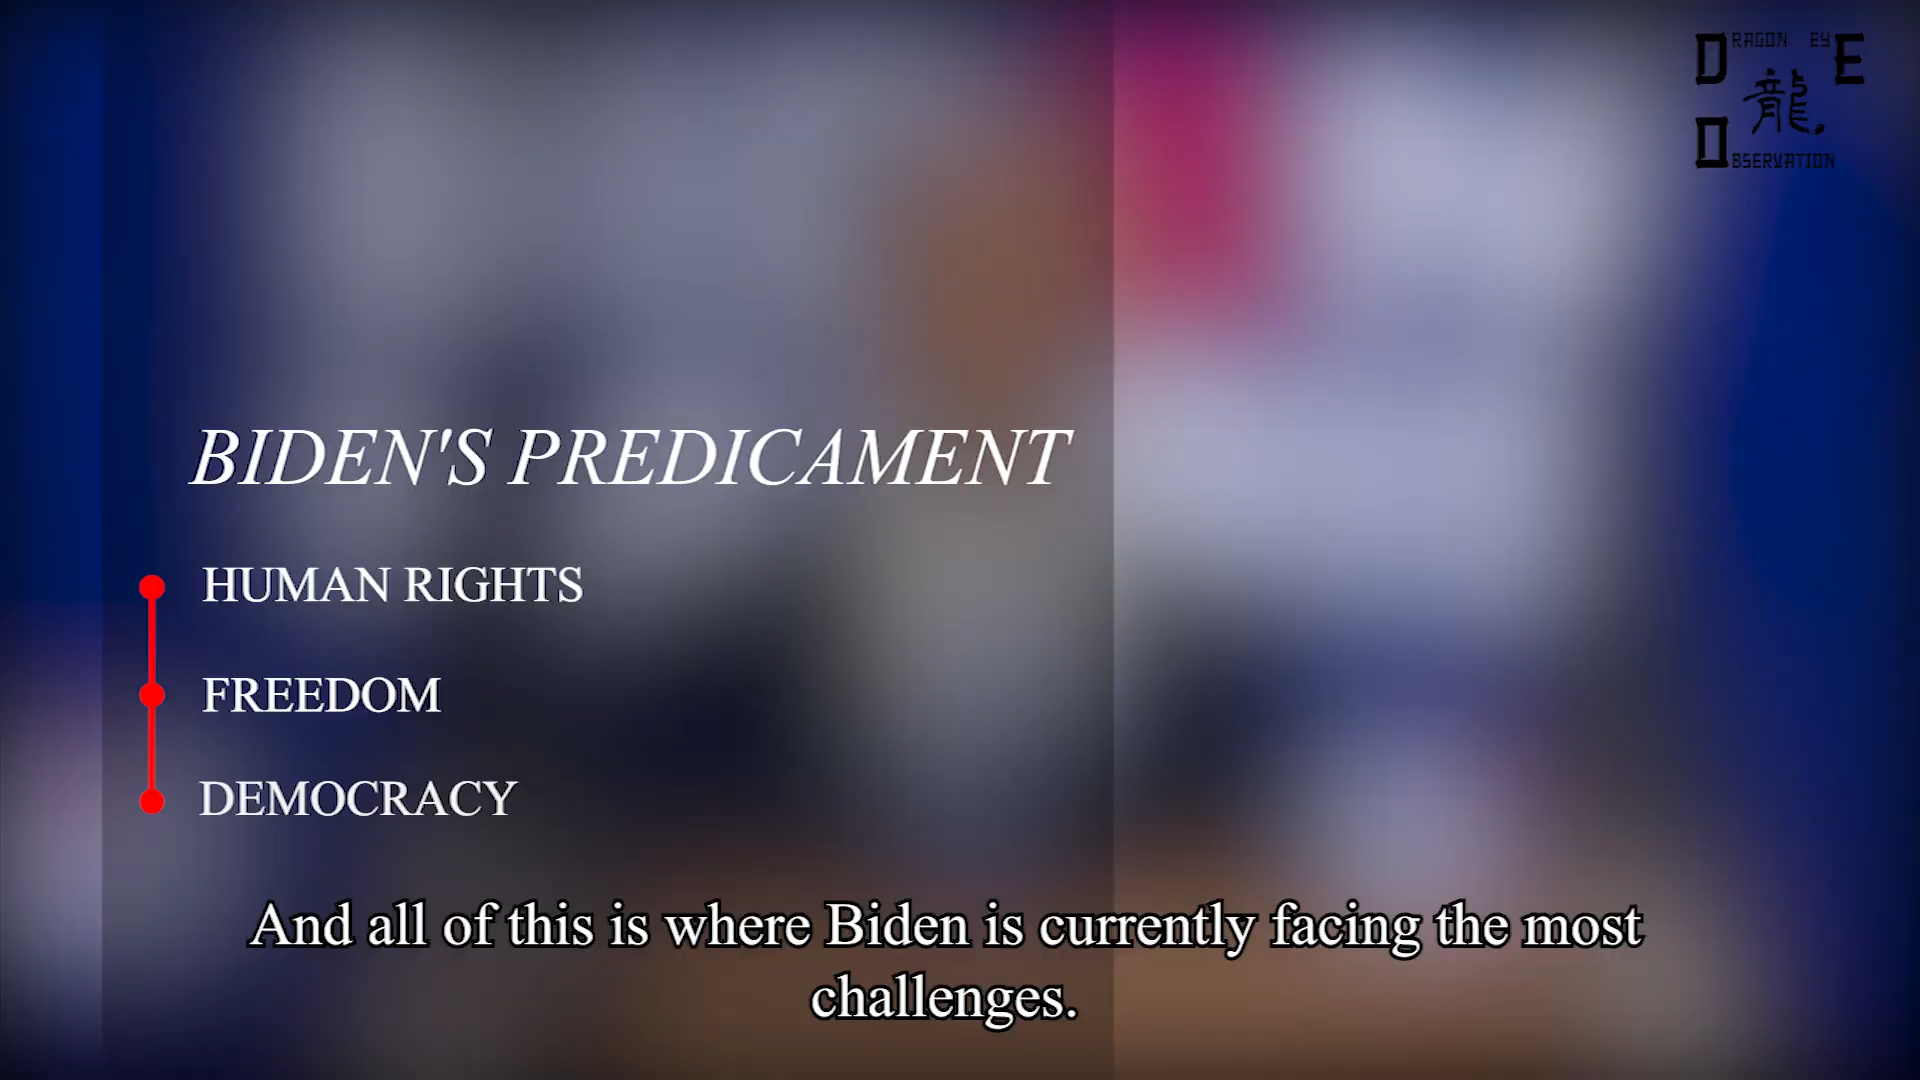 DRAGON EYE
龍
OBSERVATION
BIDEN'S PREDICAMENT
HUMAN RIGHTS
FREEDOM
DEMOCRACY
And all of this is where Biden is currently facing the most
challenges.